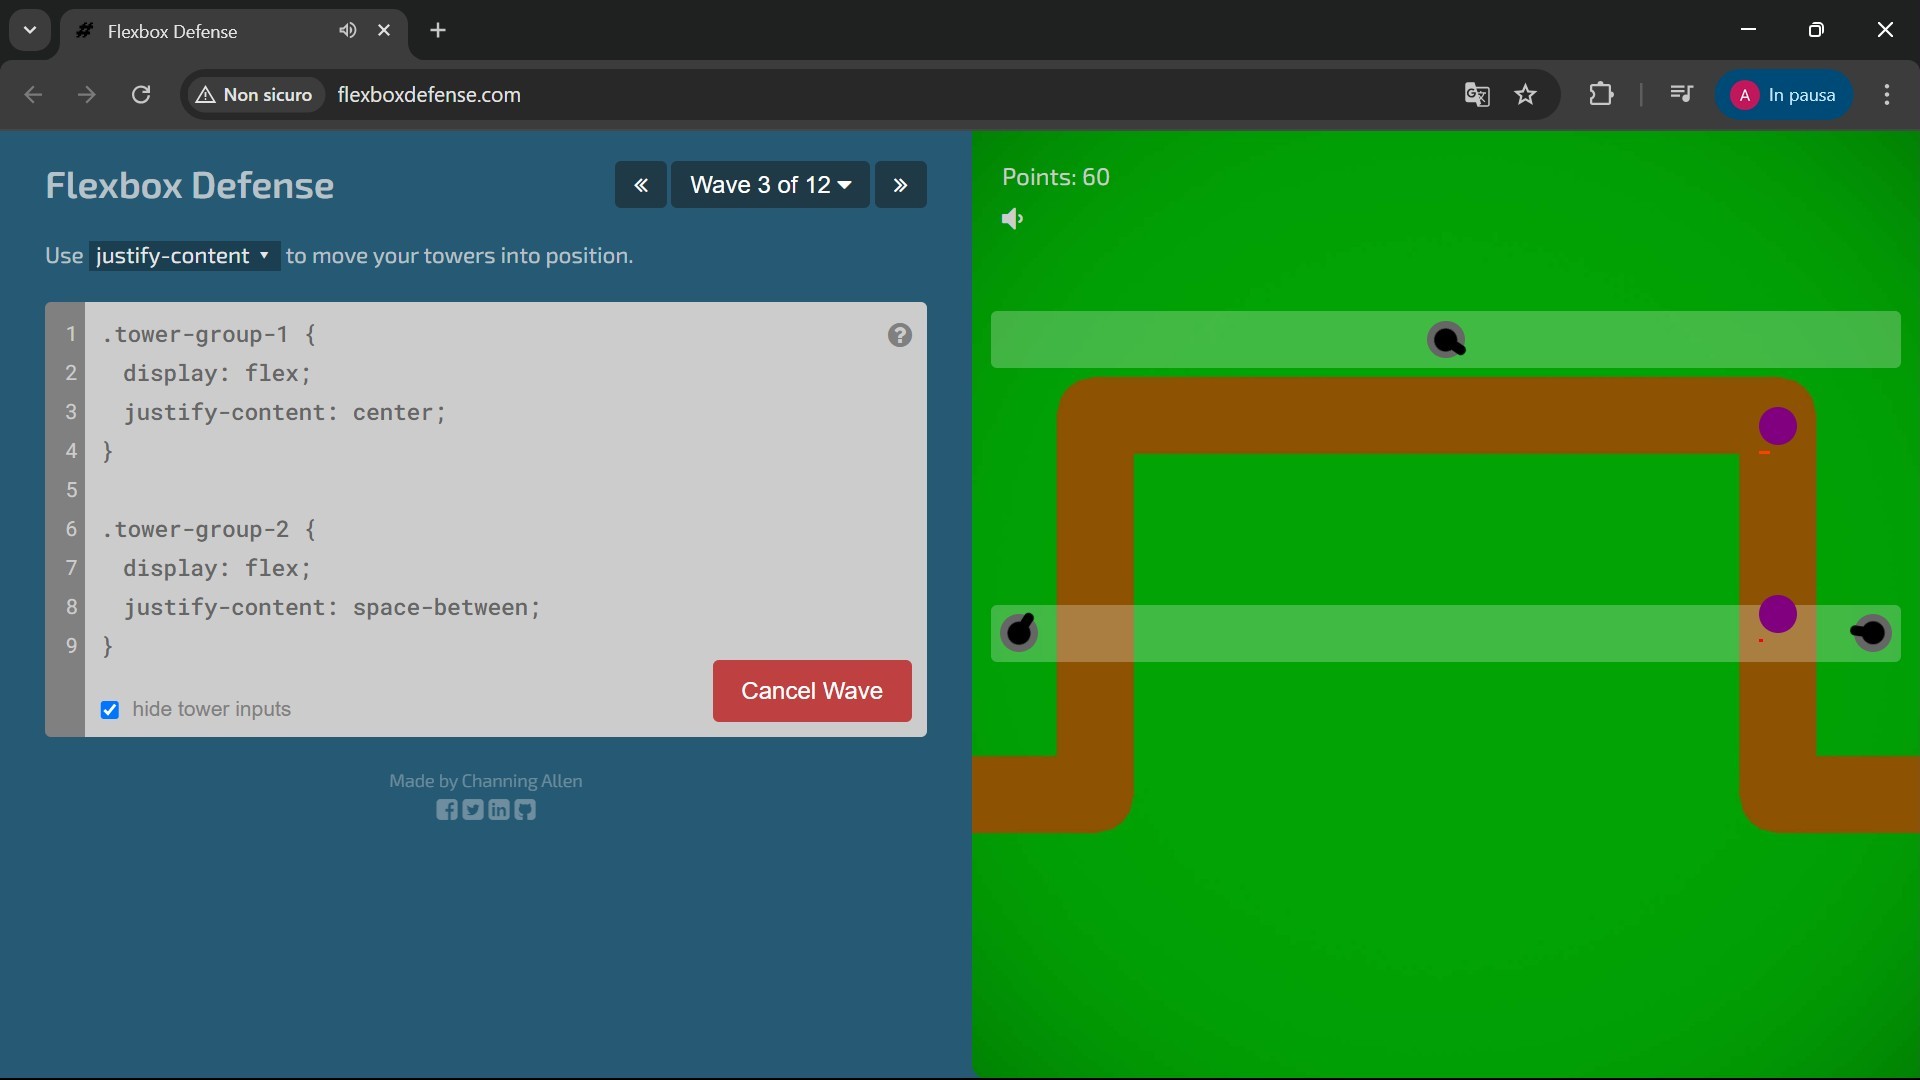 Flexbox Defense
Non sicuro
flexboxdefense.com
A
In pausa
Flexbox Defense
« Wave 3 of 12 »
Use justify-content to move your towers into position.
1 .tower-group-1 {
2 display: flex;
3 justify-content: center;
4 }
5
6 .tower-group-2 {
7 display: flex;
8 justify-content: space-between;
9 }
?
hide tower inputs
Cancel Wave
Made by Channing Allen
Points: 60